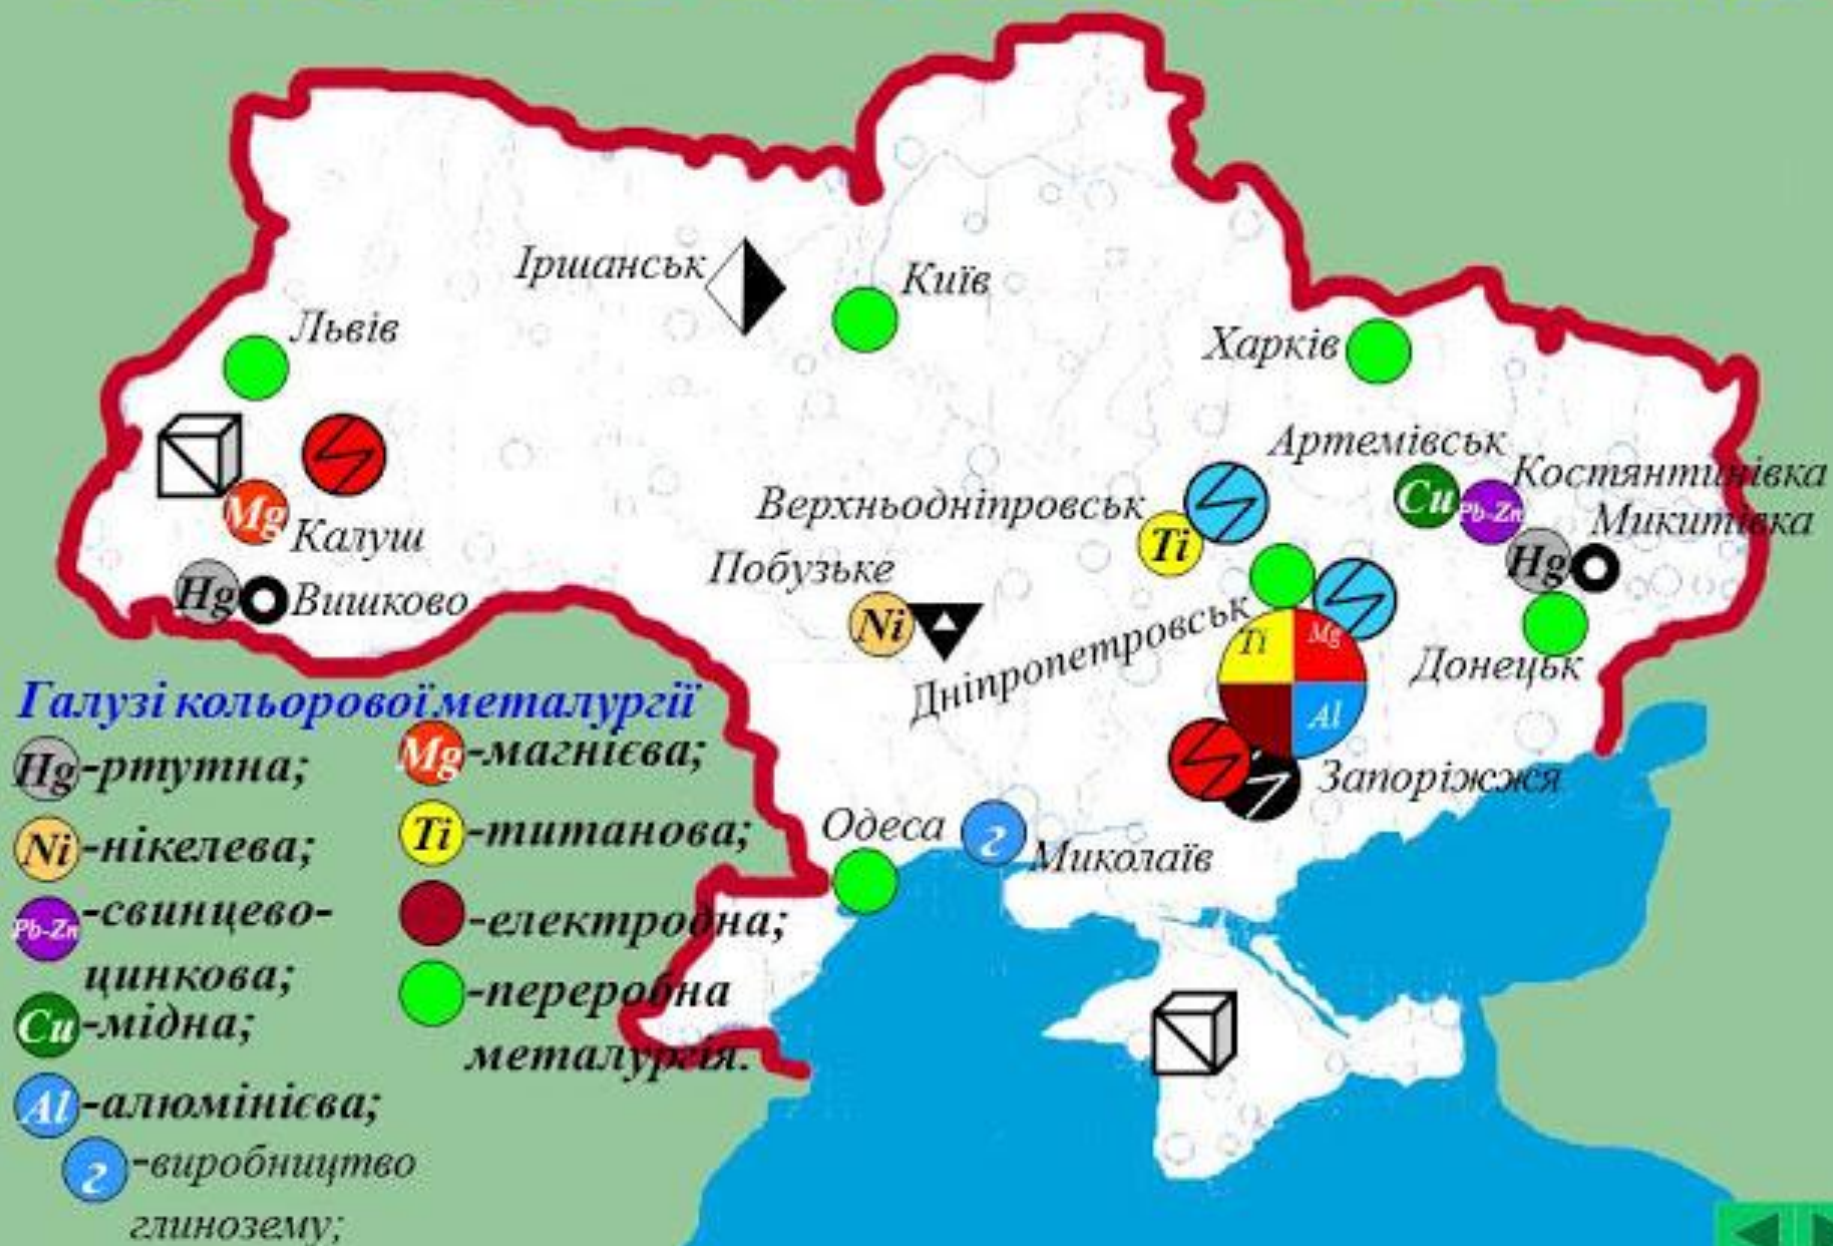 Іршанськ
Київ
Львів
Харків
Артемівськ
Костянтинівка
Cu
Pb-Zn
Верхньодніпровськ
Микитівка
Mg
Калуш
Ti
Hg
Побузьке
Hg
Вишково
Ni
Дніпропетровськ
Ti
Mg
Донецьк
Al
Запоріжжя
Одеса
г
Миколаїв
Галузі кольорової металургії
Hg -ртутна;
Ni -нікелева;
Pb-Zn -свинцево-
цинкова;
Cu -мідна;
Al -алюмінієва;
г -виробництво
глинозему;
Mg -магнієва;
Ti -титанова;
-електродна;
-переробна
металургія.